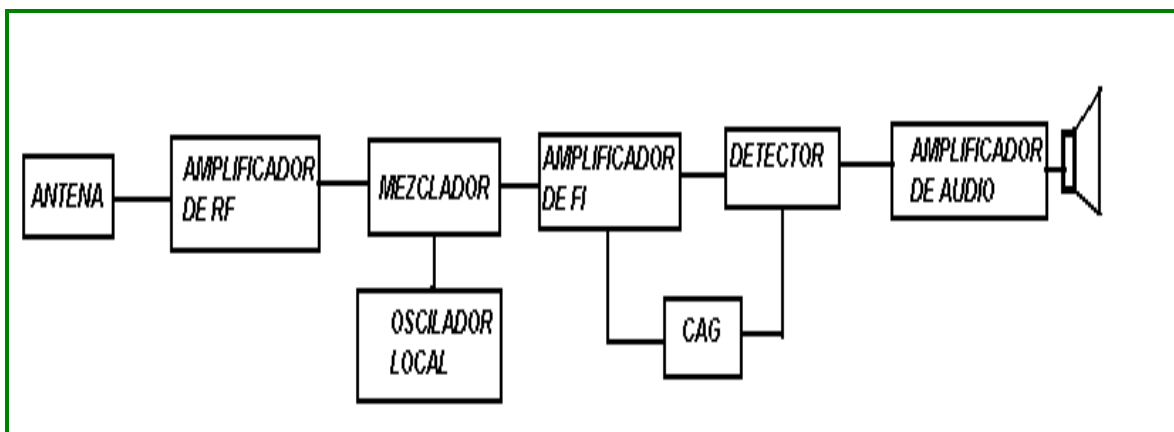 ANTENA
AMPLIFICADOR
DE RF
MEZCLADOR
OSCILADOR
LOCAL
AMPLIFICADOR
DE FI
CAG
DETECTOR
AMPLIFICADOR
DE AUDIO